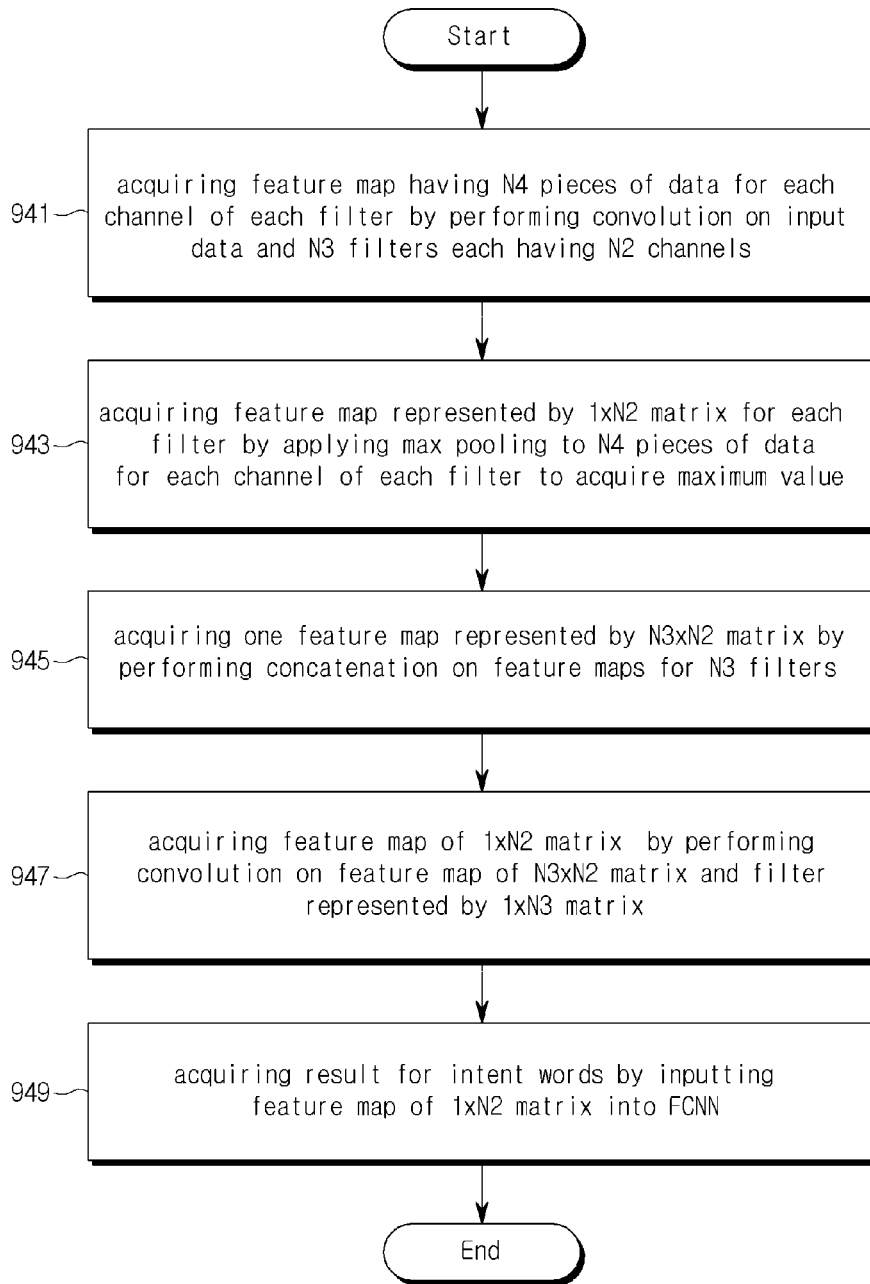 Start
941
acquiring feature map having N4 pieces of data for each
channel of each filter by performing convolution on input
data and N3 filters each having N2 channels
943
acquiring feature map represented by 1xN2 matrix for each
filter by applying max pooling to N4 pieces of data
for each channel of each filter to acquire maximum value
945
acquiring one feature map represented by N3xN2 matrix by
performing concatenation on feature maps for N3 filters
947
acquiring feature map of 1xN2 matrix by performing
convolution on feature map of N3xN2 matrix and filter
represented by 1xN3 matrix
949
acquiring result for intent words by inputting
feature map of 1xN2 matrix into FCNN
End